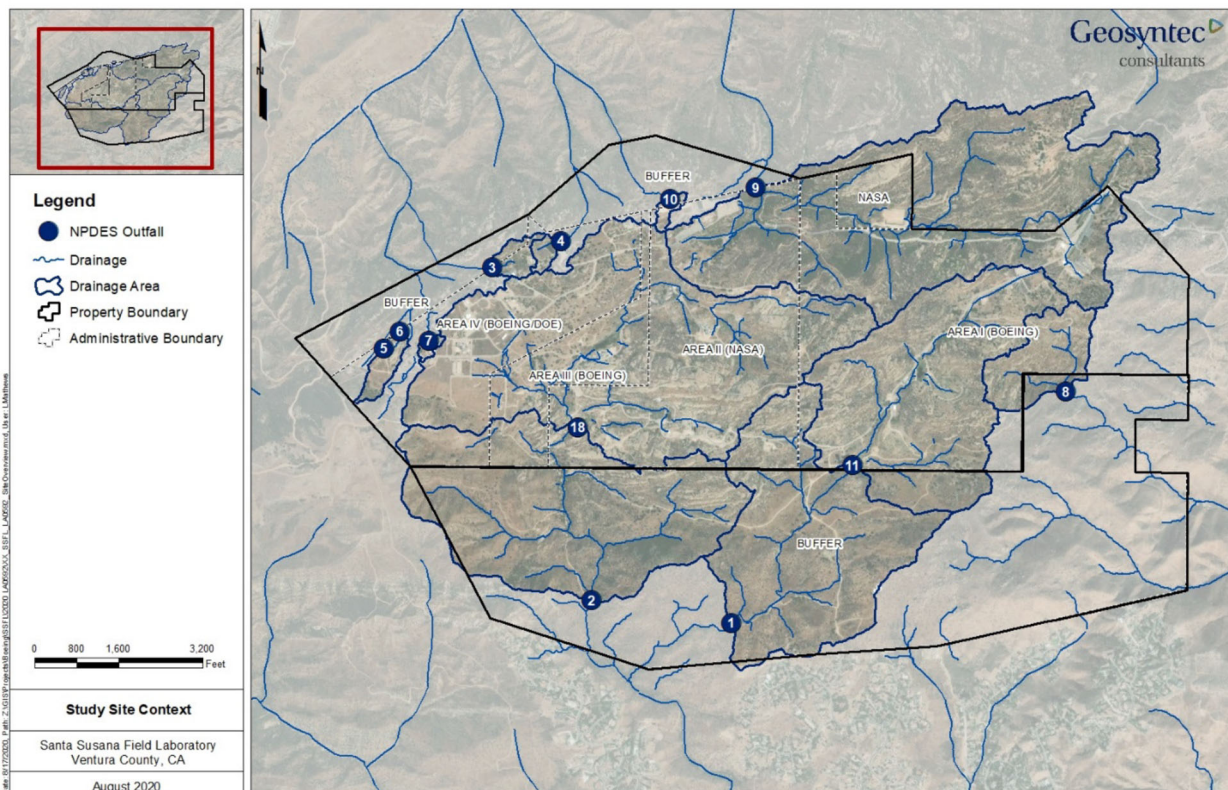 Legend
NPDES Outfall
Drainage
Drainage Area
Property Boundary
Administrative Boundary
0 800 1,600 3,200
Feet
Study Site Context
Santa Susana Field Laboratory
Ventura County, CA
August 2020
Geosyntec
consultants
N
BUFFER
9
10
NASA
4
3
BUFFER
6
5
7
AREA IV (BOEING/DOE)
AREA I (BOEING)
AREA II (NASA)
AREA III (BOEING)
8
18
11
BUFFER
2
1